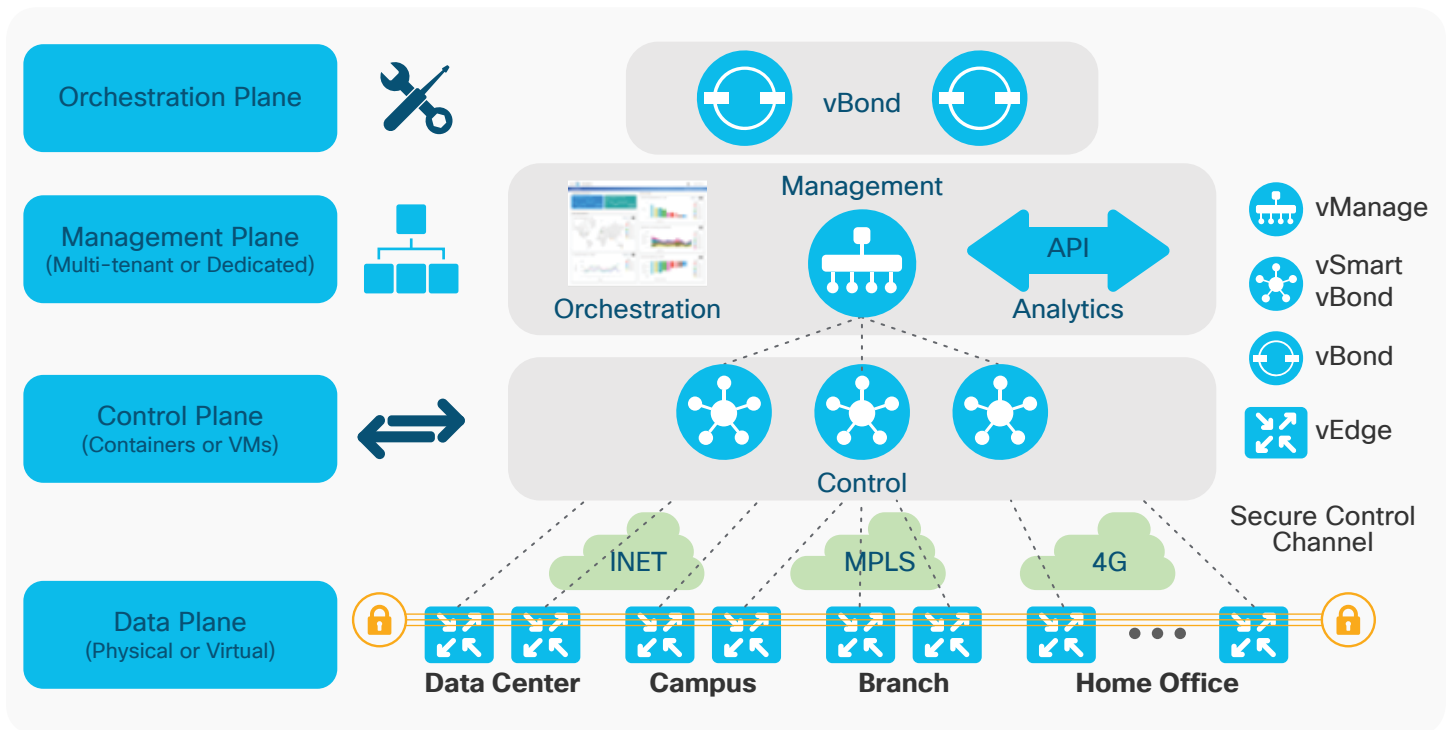 Orchestration Plane
vBond
Management Plane
(Multi-tenant or Dedicated)
Management
Orchestration
API
Analytics
vManage
vSmart
vBond
vBond
vEdge
Control Plane
(Containers or VMs)
Control
INET
MPLS
4G
Secure Control
Channel
Data Plane
(Physical or Virtual)
Data Center
Campus
Branch
Home Office